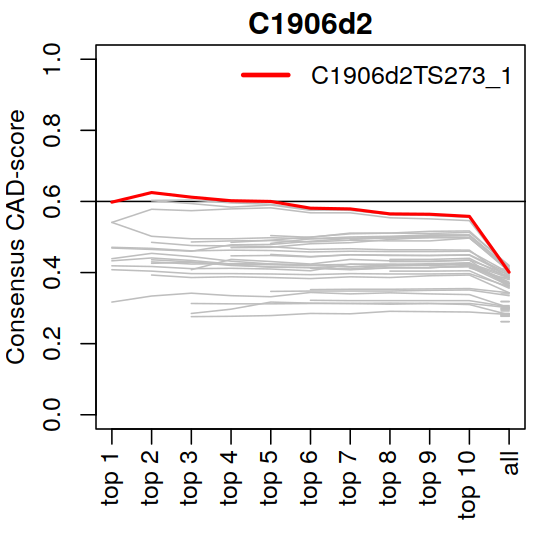 C1906d2
C1906d2TS273_1
Consensus CAD-score
1.0
0.8
0.6
0.4
0.2
0.0
top 1
top 2
top 3
top 4
top 5
top 6
top 7
top 8
top 9
top 10
all